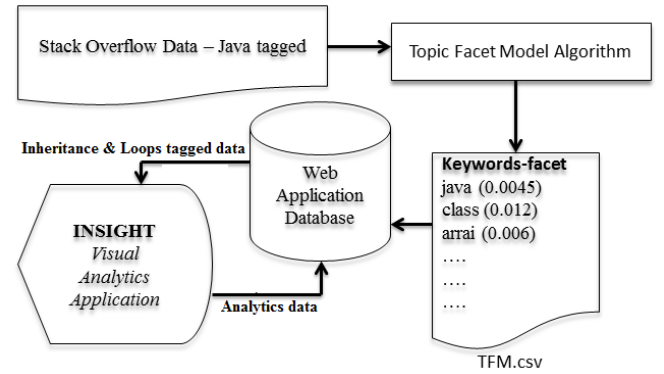 Stack Overflow Data – Java tagged
Topic Facet Model Algorithm
Inheritance & Loops tagged data
Web
Application
Database
Keywords-facet
java (0.0045)
class (0.012)
arrai (0.006)
....
....
....
INSIGHT
Visual
Analytics
Application
Analytics data
TFM.csv